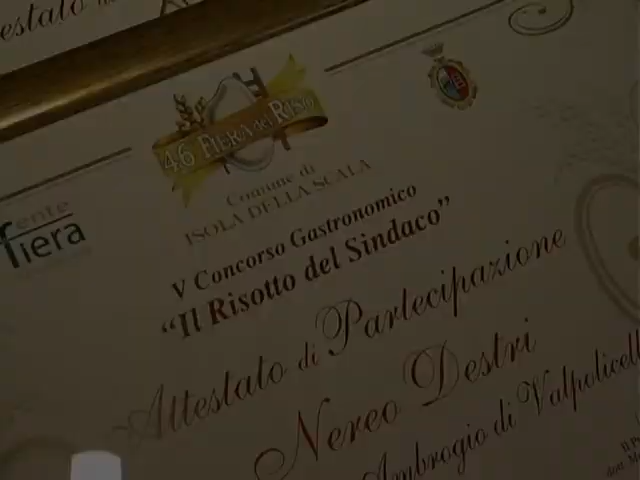 estato
46 FIERA del RISO
Comune di
ISOLA DELLA SCALA
ente
fiera
V Concorso Gastronomico
“Il Risotto del Sindaco”
Attestato di Partecipazione
Nereo Destri
Ambrogio di Valpolicell